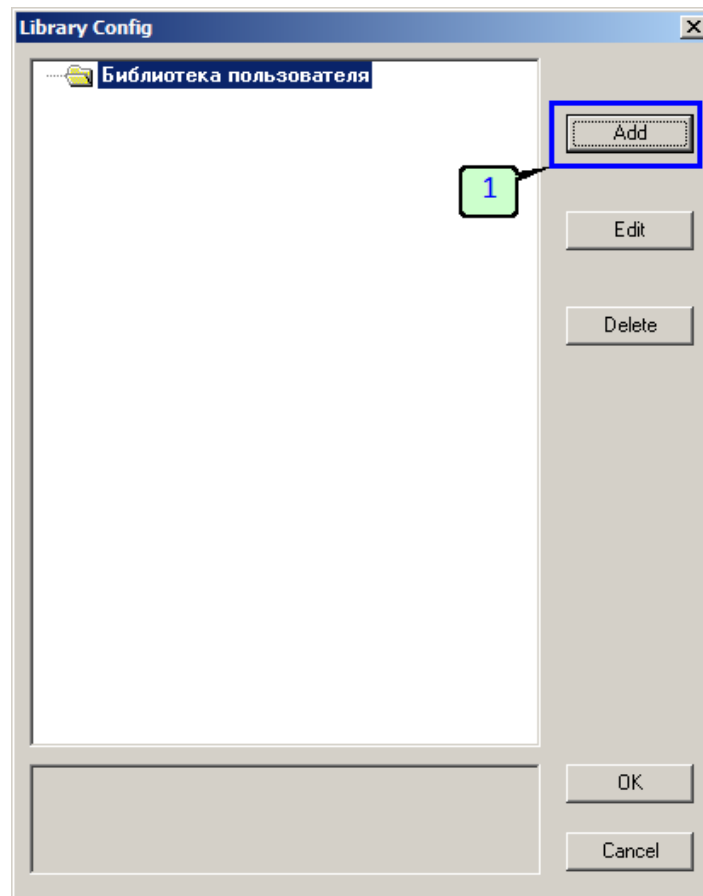 Library Config
Библиотека пользователя
Add
1
Edit
Delete
OK
Cancel